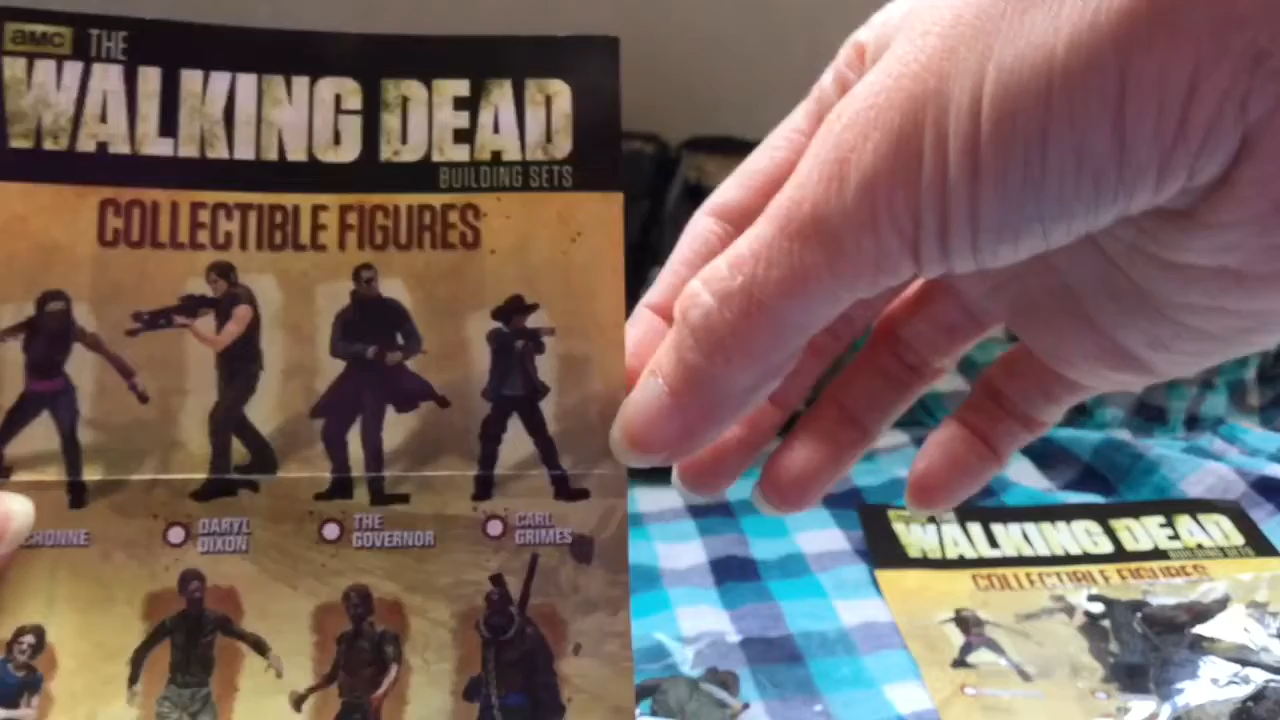 amc THE
WALKING DEAD
BUILDING SETS
COLLECTIBLE FIGURES
CHONNE
DARYL
DIXON
THE
GOVERNOR
CARL
GRIMES
WALKING DEAD
BUILDING SETS
COLLECTIBLE FIGURES